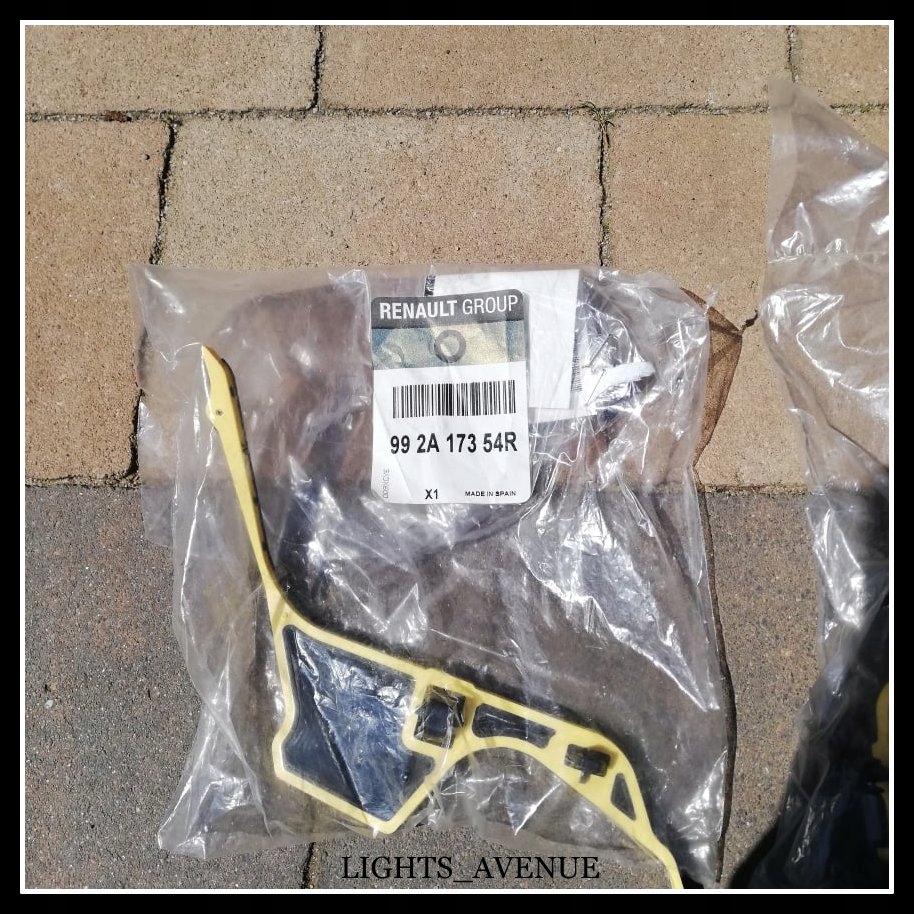 RENAULT GROUP
99 2A 173 54R
X1 MADE IN SPAIN
LIGHTS_AVENUE